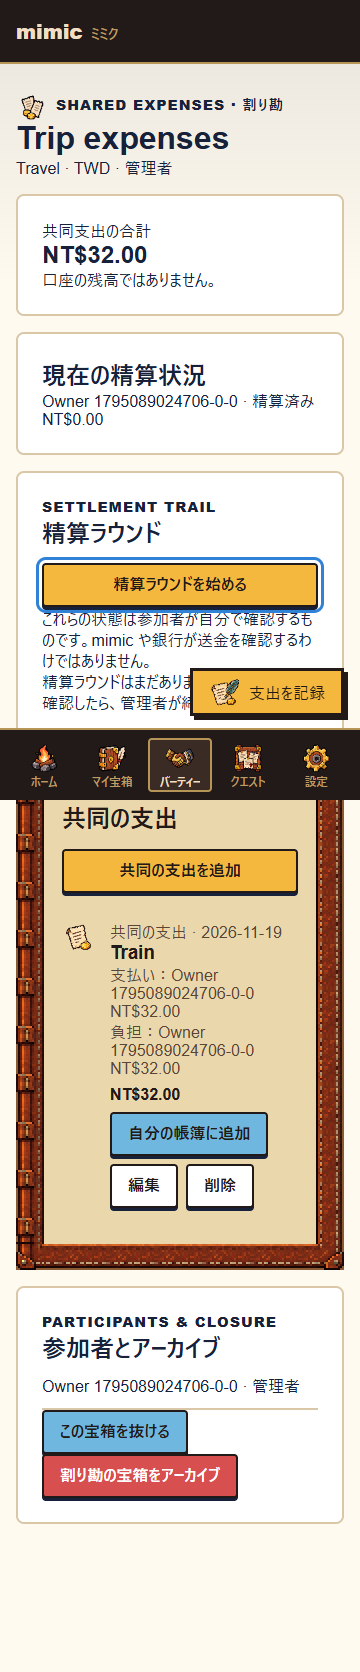 mimic ミミク
SHARED EXPENSES · 割り勘
Trip expenses
Travel · TWD · 管理者
共同支出の合計
NT$32.00
口座の残高ではありません。
現在の精算状況
Owner 1795089024706-0-0 · 精算済み
NT$0.00
SETTLEMENT TRAIL
精算ラウンド
精算ラウンドを始める
これらの状態は参加者が自分で確認するも
のです。mimic や銀行が送金を確認するわ
けではありません。
精算ラウンドはまだありま
確認したら、管理者が
支出を記録
ホーム
マイ宝箱
パーティー
クエスト
設定
共同の支出
共同の支出を追加
共同の支出 · 2026-11-19
Train
支払い：Owner
1795089024706-0-0
NT$32.00
負担：Owner
1795089024706-0-0
NT$32.00
NT$32.00
自分の帳簿に追加
編集
削除
PARTICIPANTS & CLOSURE
参加者とアーカイブ
Owner 1795089024706-0-0 · 管理者
この宝箱を抜ける
割り勘の宝箱をアーカイブ